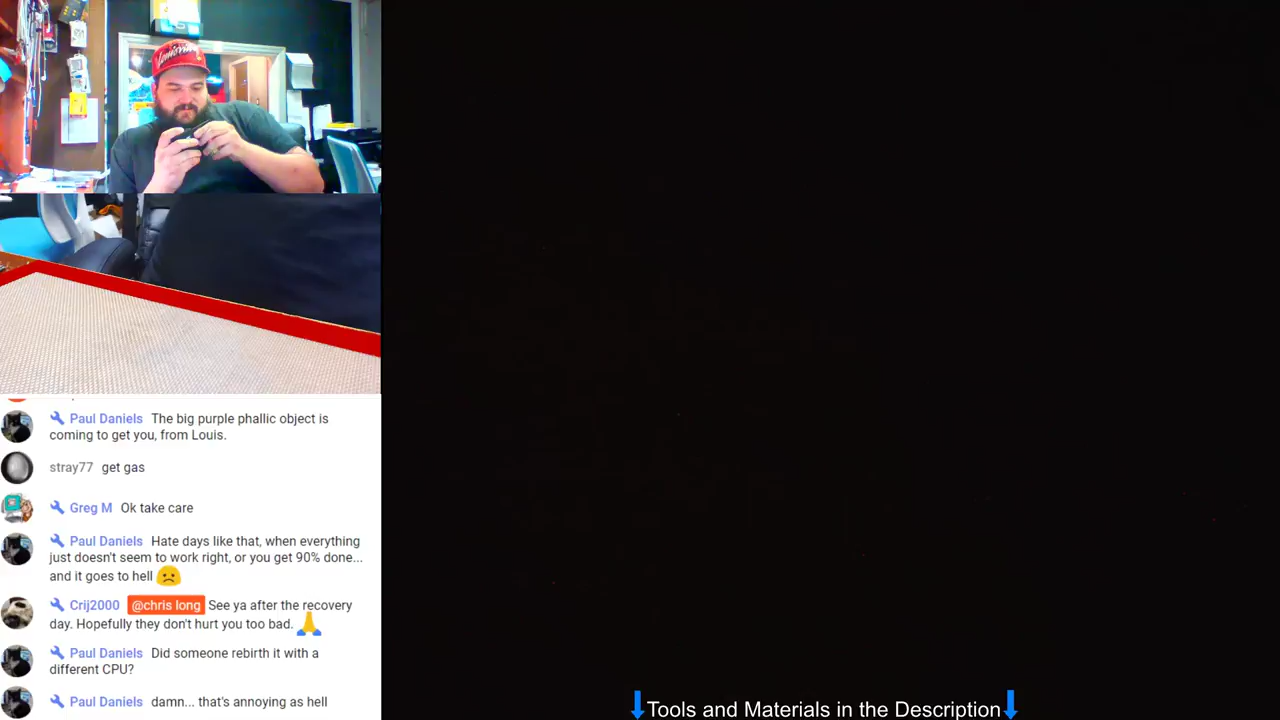 Paul Daniels The big purple phallic object is
coming to get you, from Louis.
stray77 get gas
Greg M Ok take care
Paul Daniels Hate days like that, when everything
just doesn't seem to work right, or you get 90% done...
and it goes to hell
Crij2000 @chris long See ya after the recovery
day. Hopefully they don't hurt you too bad.
Paul Daniels Did someone rebirth it with a
different CPU?
Paul Daniels damn... that's annoying as hell
Tools and Materials in the Description